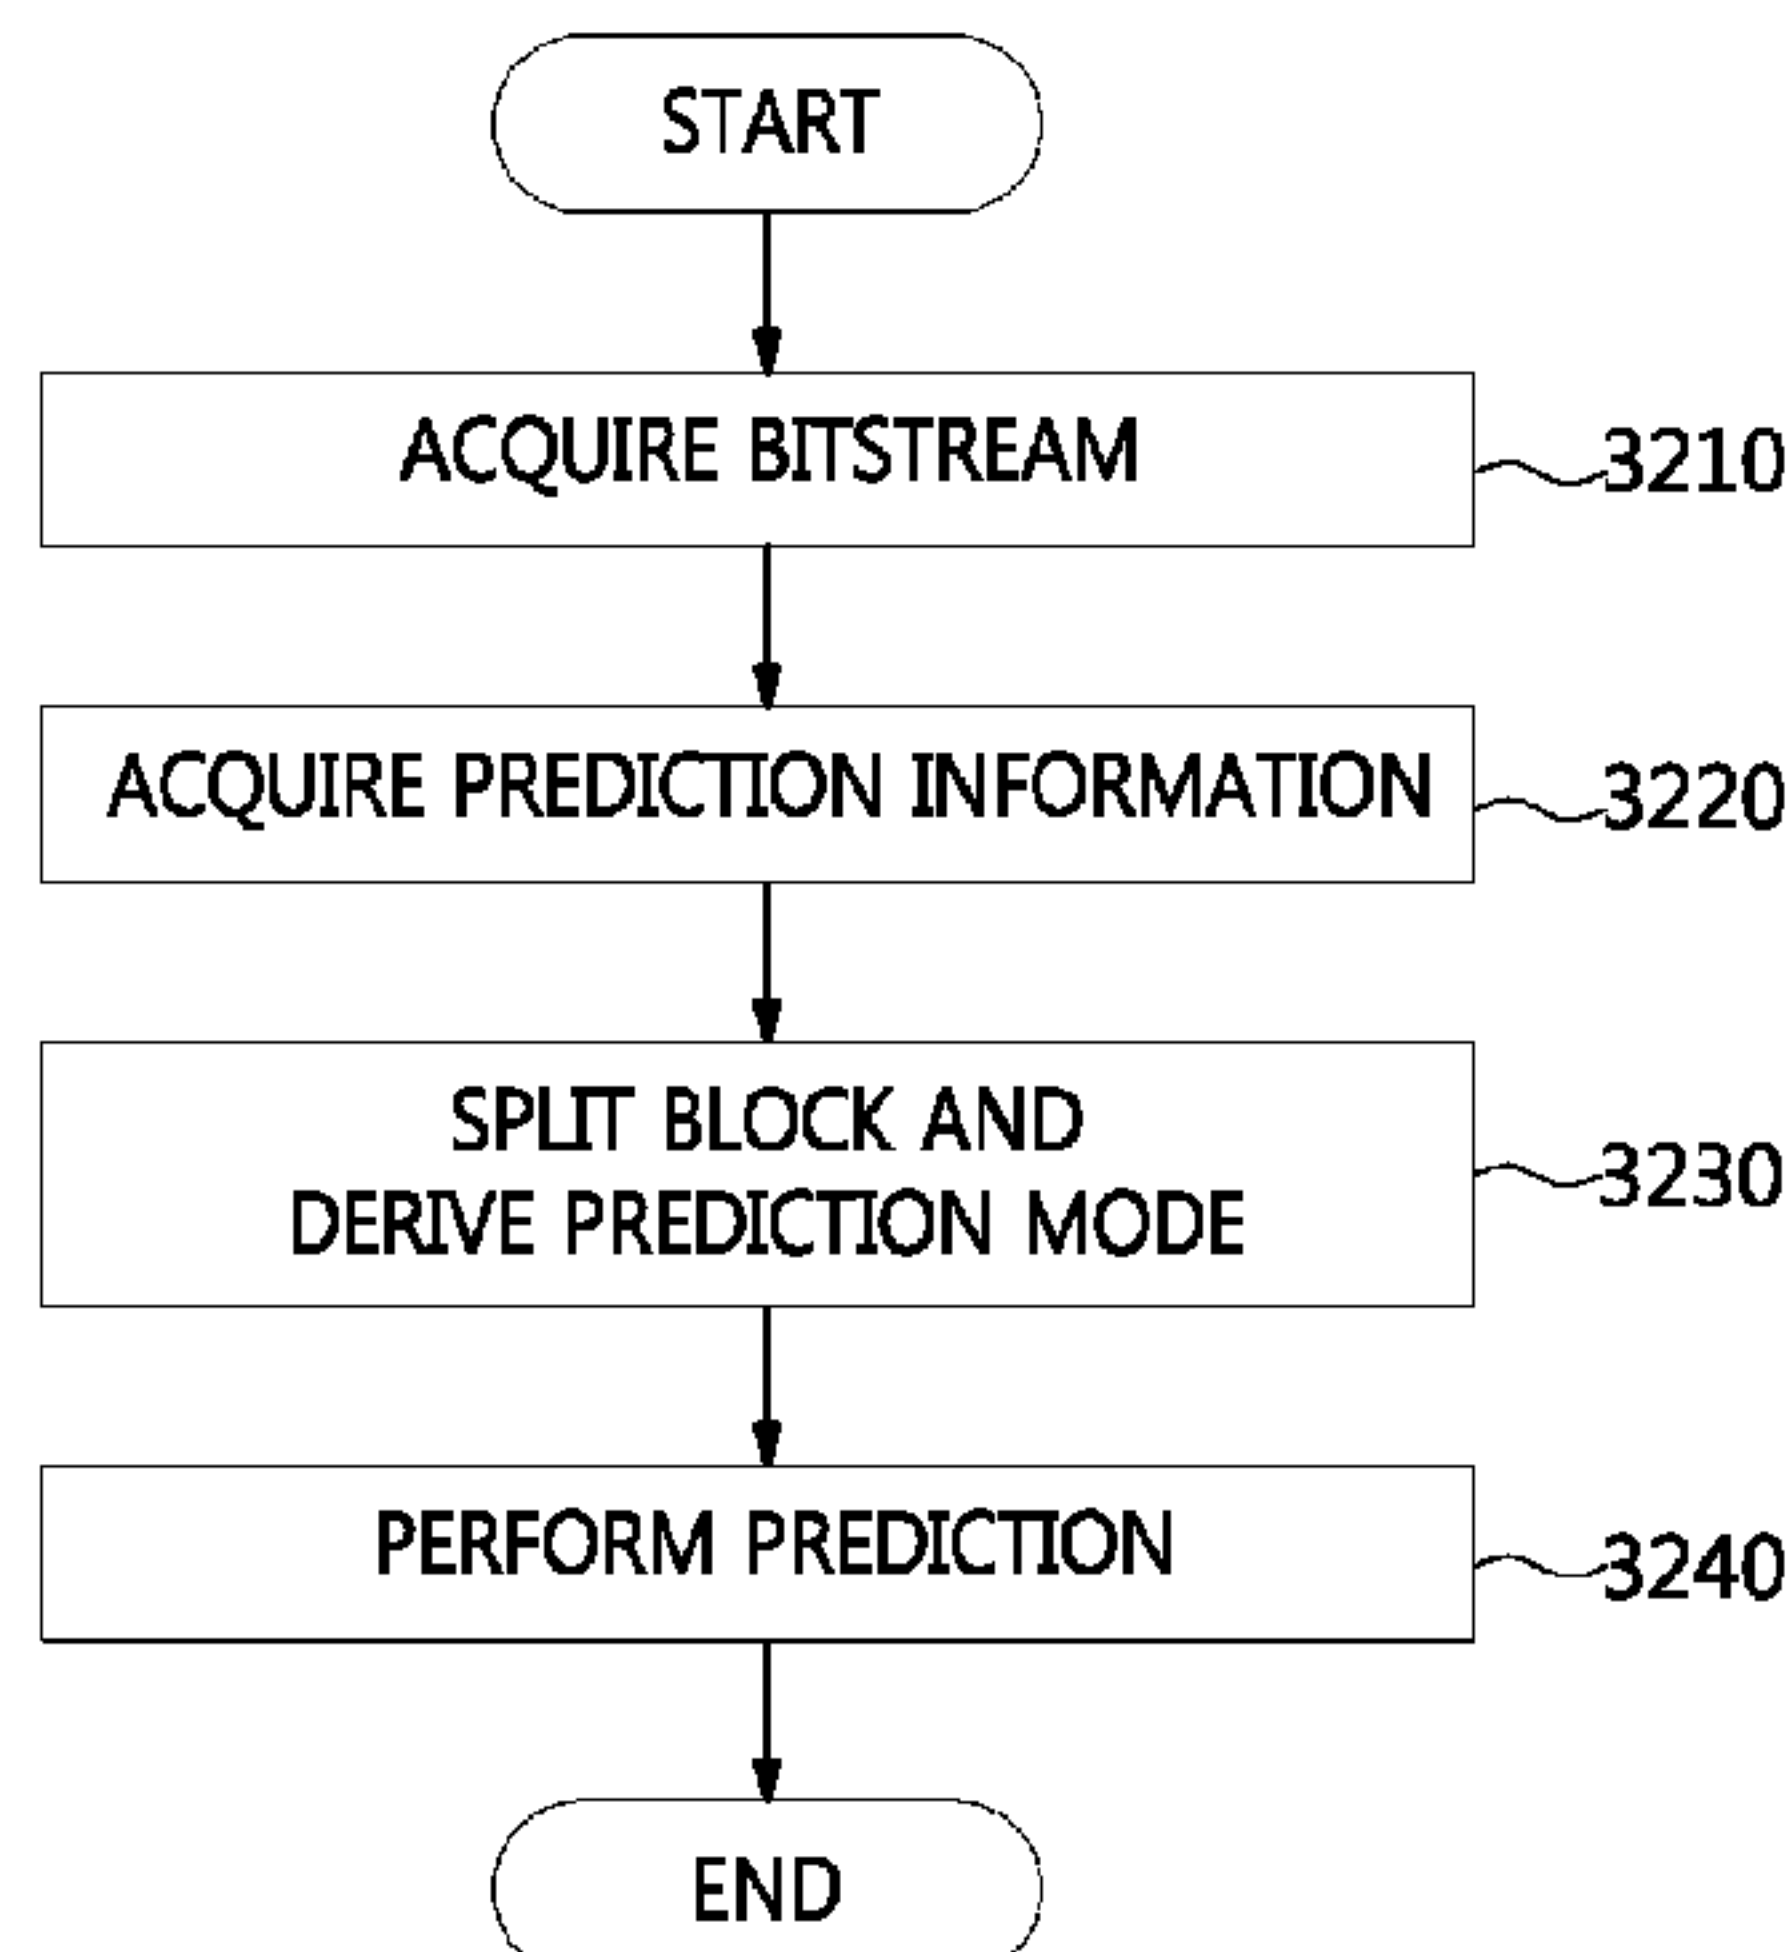 START
ACQUIRE BITSTREAM
3210
ACQUIRE PREDICTION INFORMATION
3220
SPLIT BLOCK AND
DERIVE PREDICTION MODE
3230
PERFORM PREDICTION
3240
END